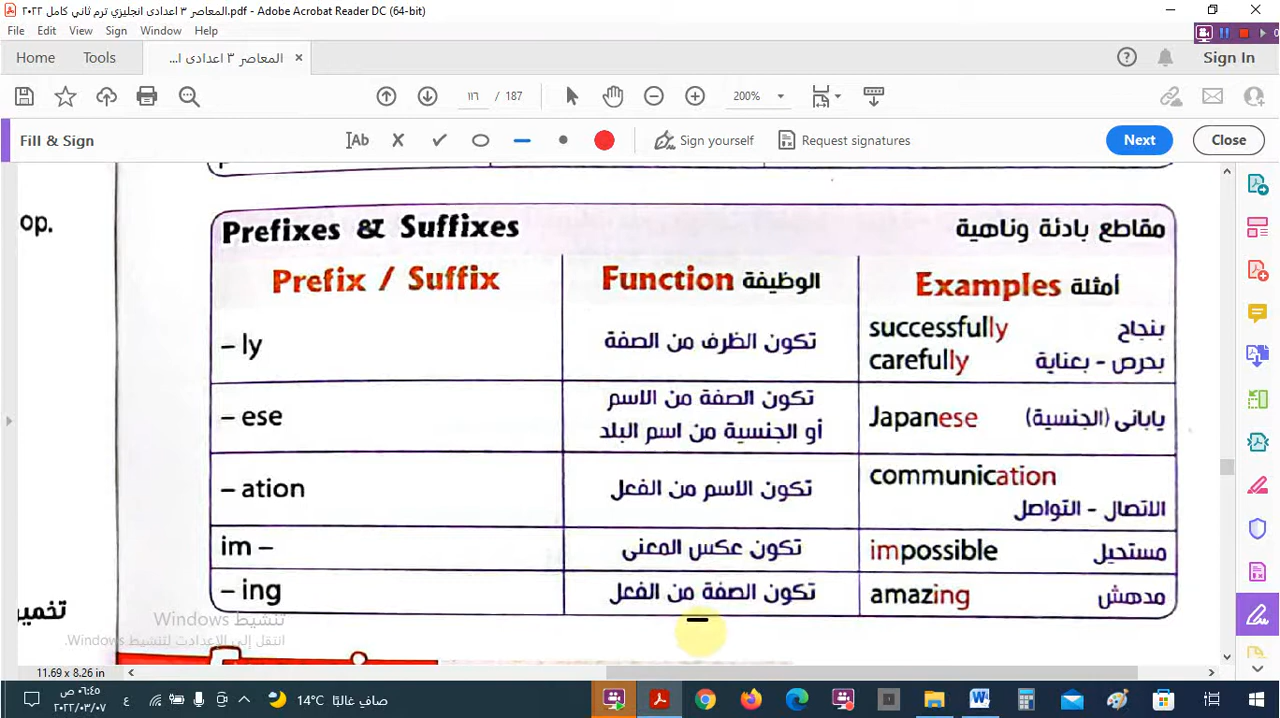 المعاصر ٣ اعدادى انجليزي ترم ثاني كامل ٢٠٢٢.pdf - Adobe Acrobat Reader DC (64-bit)
File Edit View Sign Window Help
Home Tools المعاصر ٣ اعدادى ا... × Sign In
١١٦ / 187 200%
Fill & Sign Ab Sign yourself Request signatures Next Close
op.
Prefixes & Suffixes مقاطع بادئة وناهية
Prefix / Suffix Function الوظيفة Examples أمثلة
– ly تكون الظرف من الصفة successfully بنجاح
carefully بحرص - بعناية
– ese تكون الصفة من الاسم
أو الجنسية من اسم البلد
Japanese يابانى (الجنسية)
– ation تكون الاسم من الفعل communication
الاتصال - التواصل
im – تكون عكس المعنى impossible مستحيل
– ing تكون الصفة من الفعل amazing مدهش
تنشيط Windows
انتقل إلى الإعدادات لتنشيط Windows.
11.69 x 8.26 in
14°C صافي غالبًا
٠٦:٤٥ ص
٢٠٢٢/٠٣/٠٧
ع